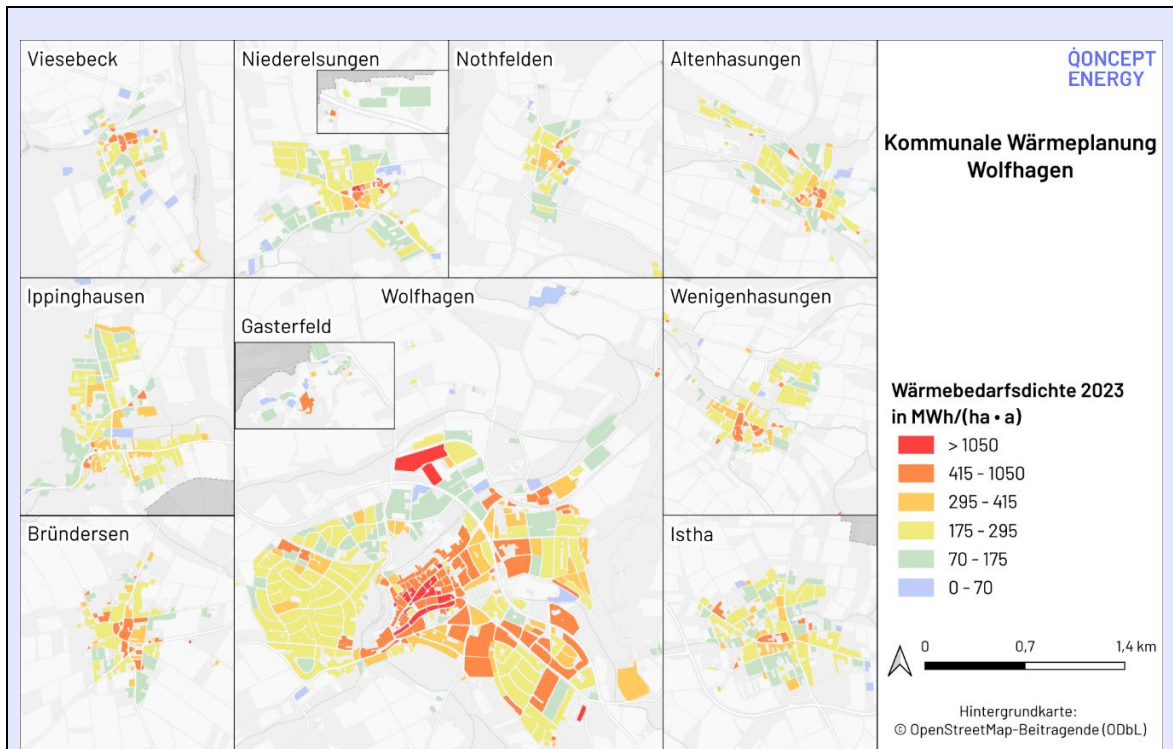 Viesebeck
Niederelsungen
Nothfelden
Altenhasungen
QONCEPT
ENERGY
Kommunale Wärmeplanung
Wolfhagen
Ippinghausen
Wolfhagen
Gasterfeld
Wenigenhasungen
Bründersen
Istha
Wärmebedarfsdichte 2023
in MWh/(ha • a)
> 1050
415 - 1050
295 - 415
175 - 295
70 - 175
0 - 70
0 0,7 1,4 km
Hintergrundkarte:
© OpenStreetMap-Beitragende (ODbL)